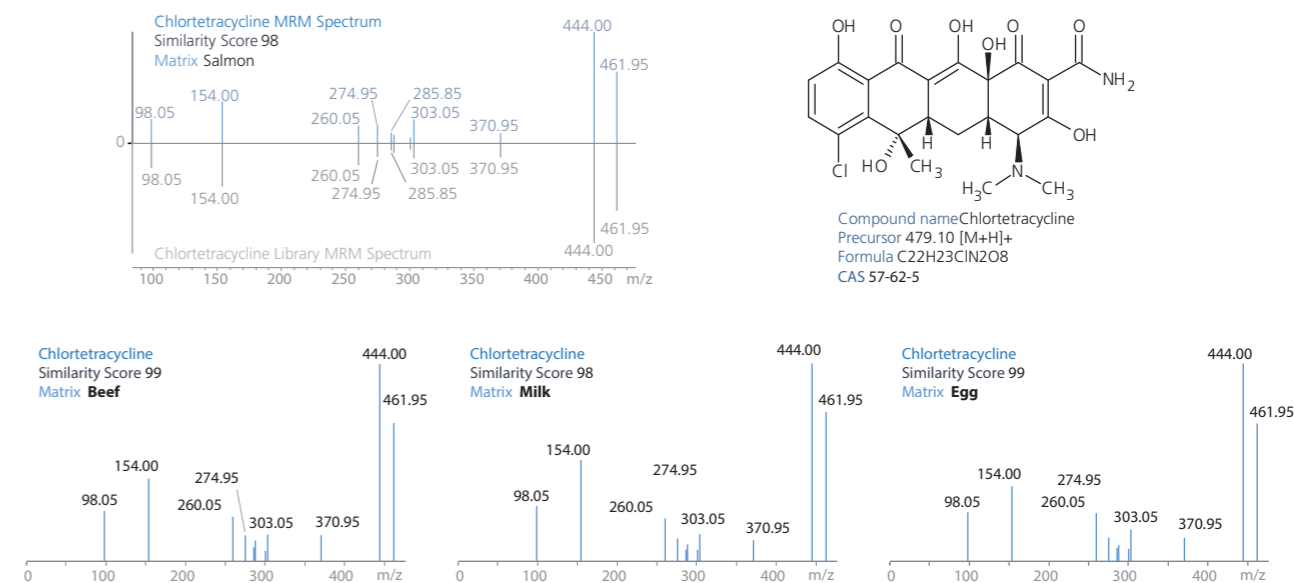 Chlortetracycline MRM Spectrum
Similarity Score 98
Matrix Salmon
444.00
461.95
274.95
285.85
154.00
98.05
260.05
303.05
370.95
0
98.05
154.00
260.05
274.95
303.05
285.85
370.95
461.95
444.00
Chlortetracycline Library MRM Spectrum
100 150 200 250 300 350 400 450 m/z
OH O OH OH O O
NH2
OH
H H
Cl HO CH3
N
H3C CH3
Compound name Chlortetracycline
Precursor 479.10 [M+H]+
Formula C22H23ClN2O8
CAS 57-62-5
Chlortetracycline
Similarity Score 99
Matrix Beef
444.00
461.95
154.00
274.95
98.05
260.05
303.05
370.95
0 100 200 300 400 m/z
Chlortetracycline
Similarity Score 98
Matrix Milk
444.00
461.95
154.00
274.95
98.05
260.05
303.05
370.95
0 100 200 300 400 m/z
Chlortetracycline
Similarity Score 99
Matrix Egg
444.00
461.95
154.00
274.95
98.05
260.05
303.05
370.95
0 100 200 300 400 m/z